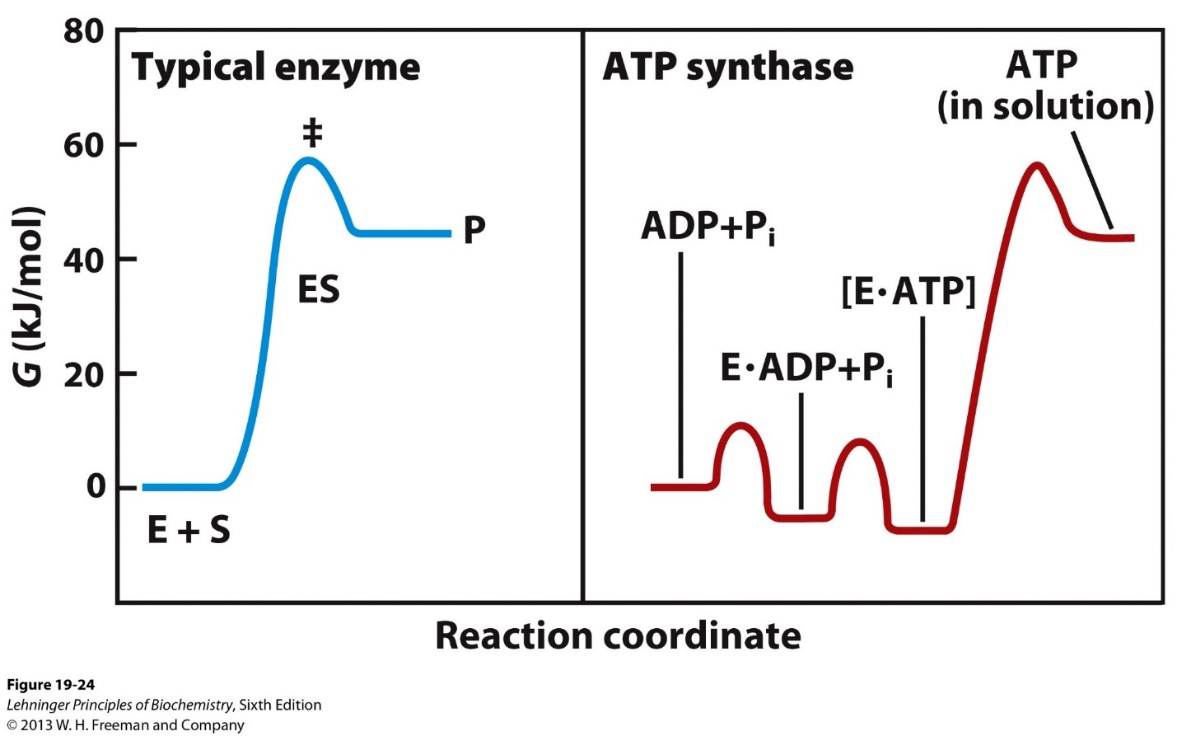 80
60
40
20
0
G (kJ/mol)
Typical enzyme
‡
P
ES
E + S
ATP synthase
ATP
(in solution)
ADP+Pi
[E·ATP]
E·ADP+Pi
Reaction coordinate
Figure 19-24
Lehninger Principles of Biochemistry, Sixth Edition
© 2013 W. H. Freeman and Company